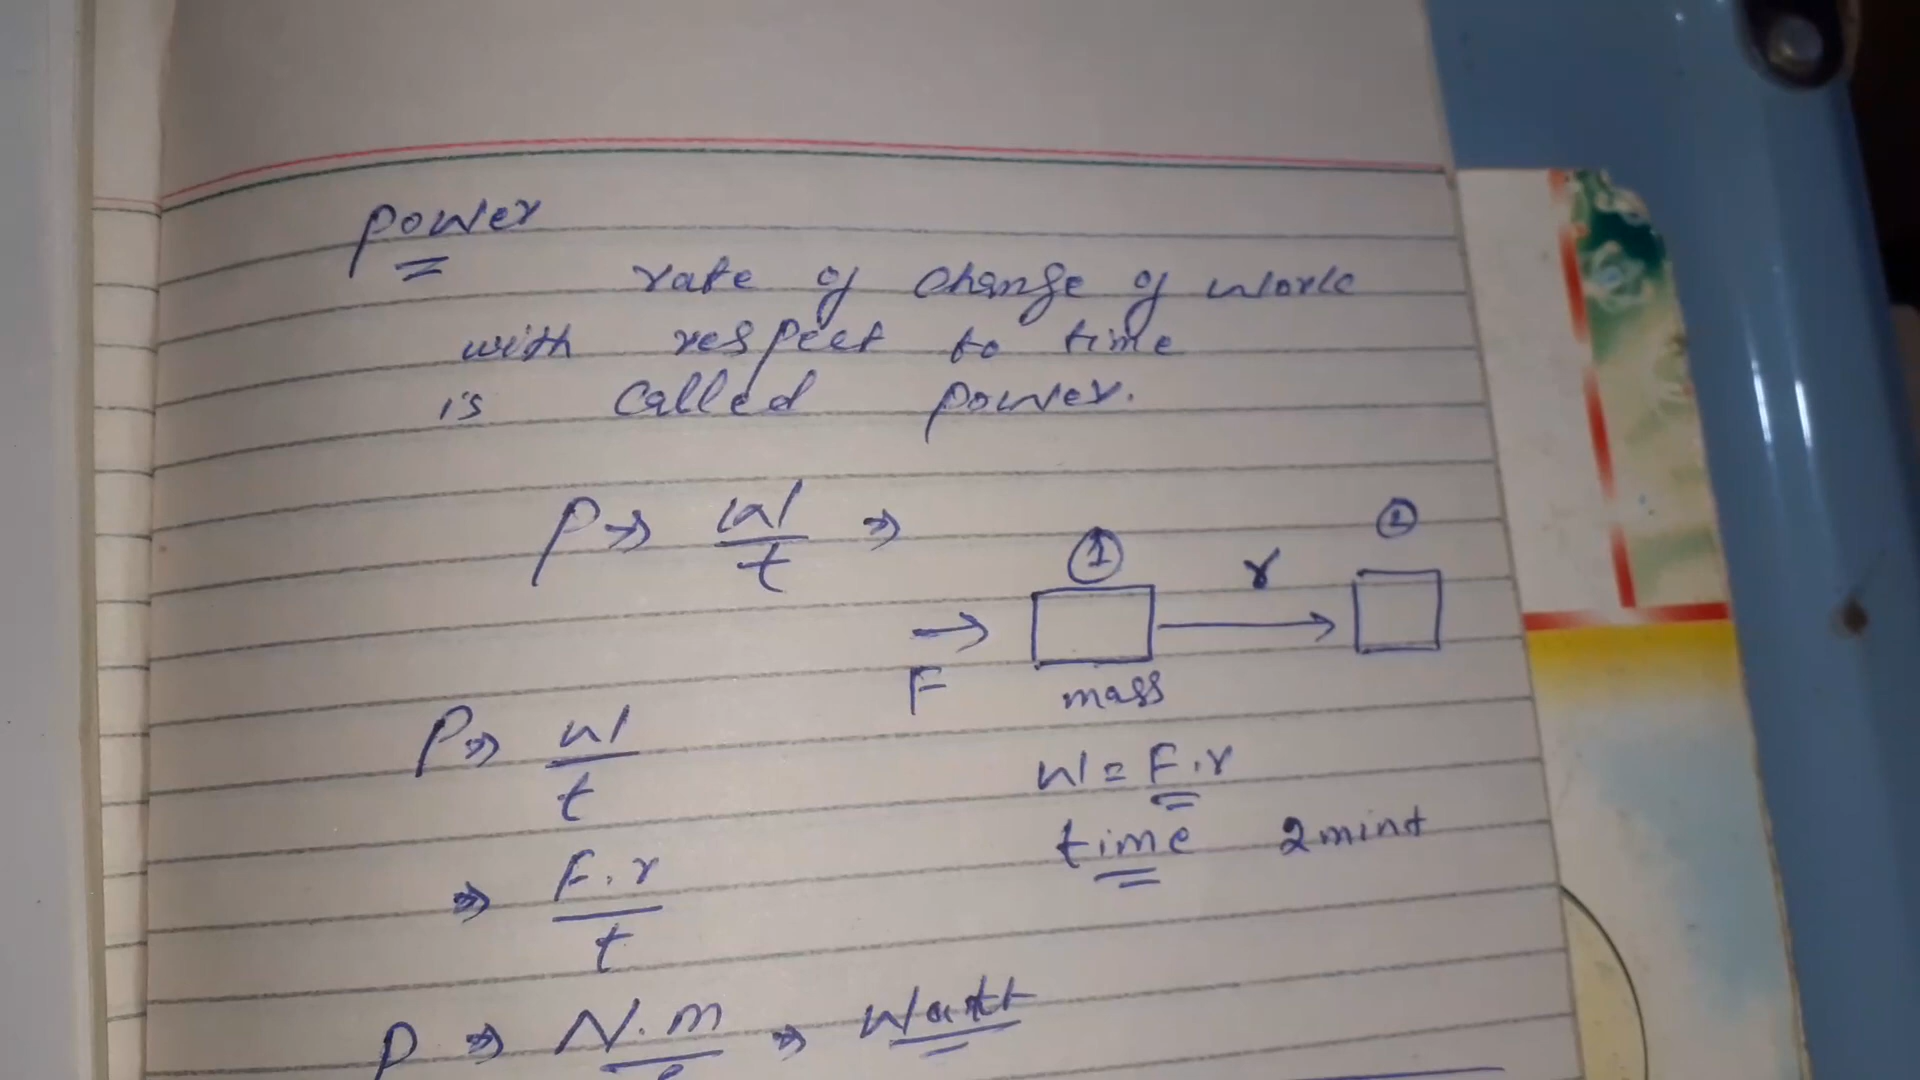 power
rate of change of work
with respect to time
is called power.
P ⇒ W/t ⇒
① r ②
F mass
P ⇒ W/t
W = F.r
time 2 mint
⇒ F.r/t
P ⇒ N.m ⇒ Watt